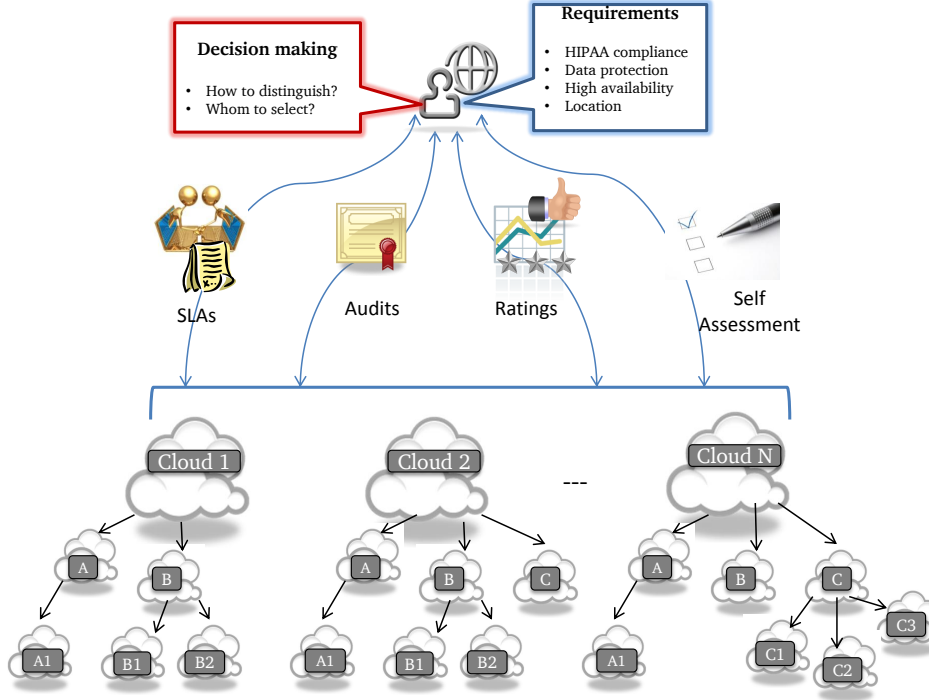 Decision making
• How to distinguish?
• Whom to select?
Requirements
• HIPAA compliance
• Data protection
• High availability
• Location
SLAs
Audits
Ratings
Self
Assessment
Cloud 1
Cloud 2
---
Cloud N
A
B
A
B
C
A
B
C
A1
B1
B2
A1
B1
B2
A1
C1
C2
C3